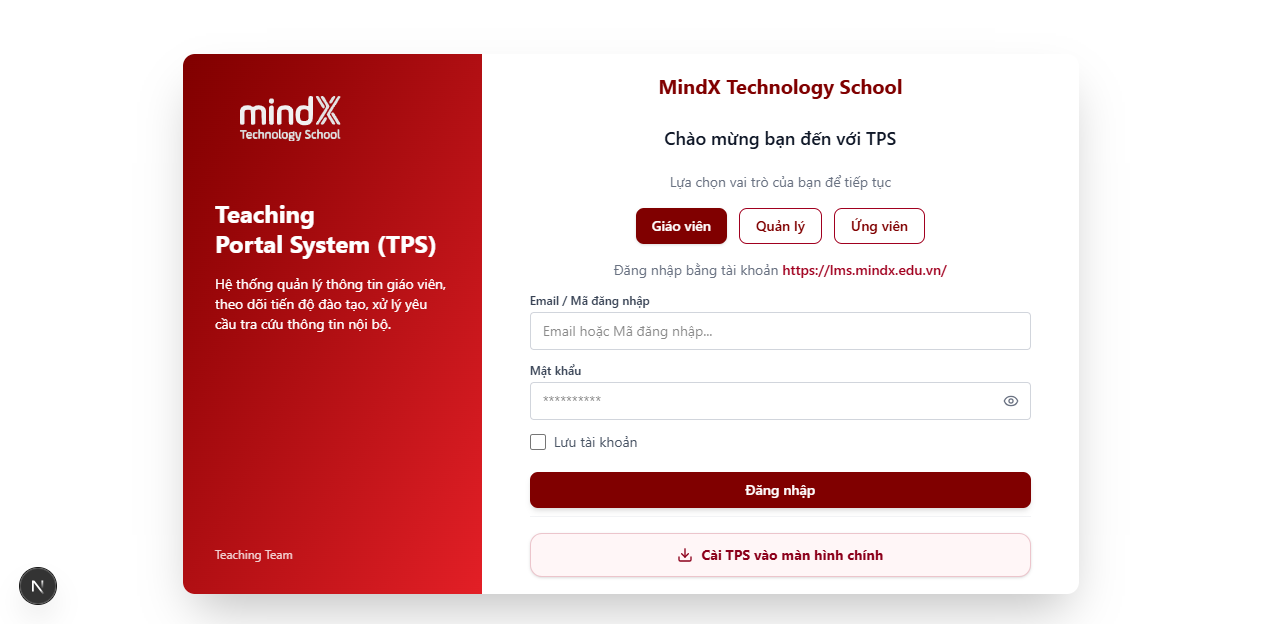 mindX
Technology School
Teaching
Portal System (TPS)
Hệ thống quản lý thông tin giáo viên,
theo dõi tiến độ đào tạo, xử lý yêu
cầu tra cứu thông tin nội bộ.
Teaching Team
MindX Technology School
Chào mừng bạn đến với TPS
Lựa chọn vai trò của bạn để tiếp tục
Giáo viên
Quản lý
Ứng viên
Đăng nhập bằng tài khoản https://lms.mindx.edu.vn/
Email / Mã đăng nhập
Email hoặc Mã đăng nhập...
Mật khẩu
**********
Lưu tài khoản
Đăng nhập
Cài TPS vào màn hình chính
N